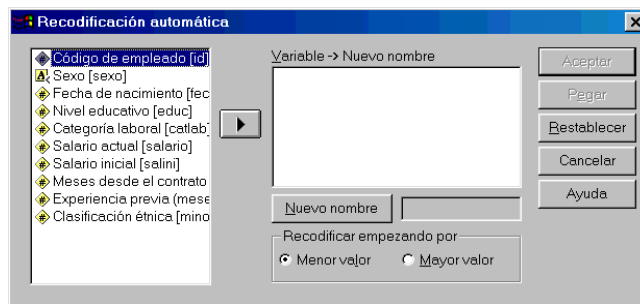 Recodificación automática
Código de empleado [id]
Sexo [sexo]
Fecha de nacimiento [fec
Nivel educativo [educ]
Categoría laboral [catlab]
Salario actual [salario]
Salario inicial [salini]
Meses desde el contrato
Experiencia previa (mese
Clasificación étnica [mino
Variable -> Nuevo nombre
Nuevo nombre
Recodificar empezando por
Menor valor Mayor valor
Aceptar
Pegar
Restablecer
Cancelar
Ayuda